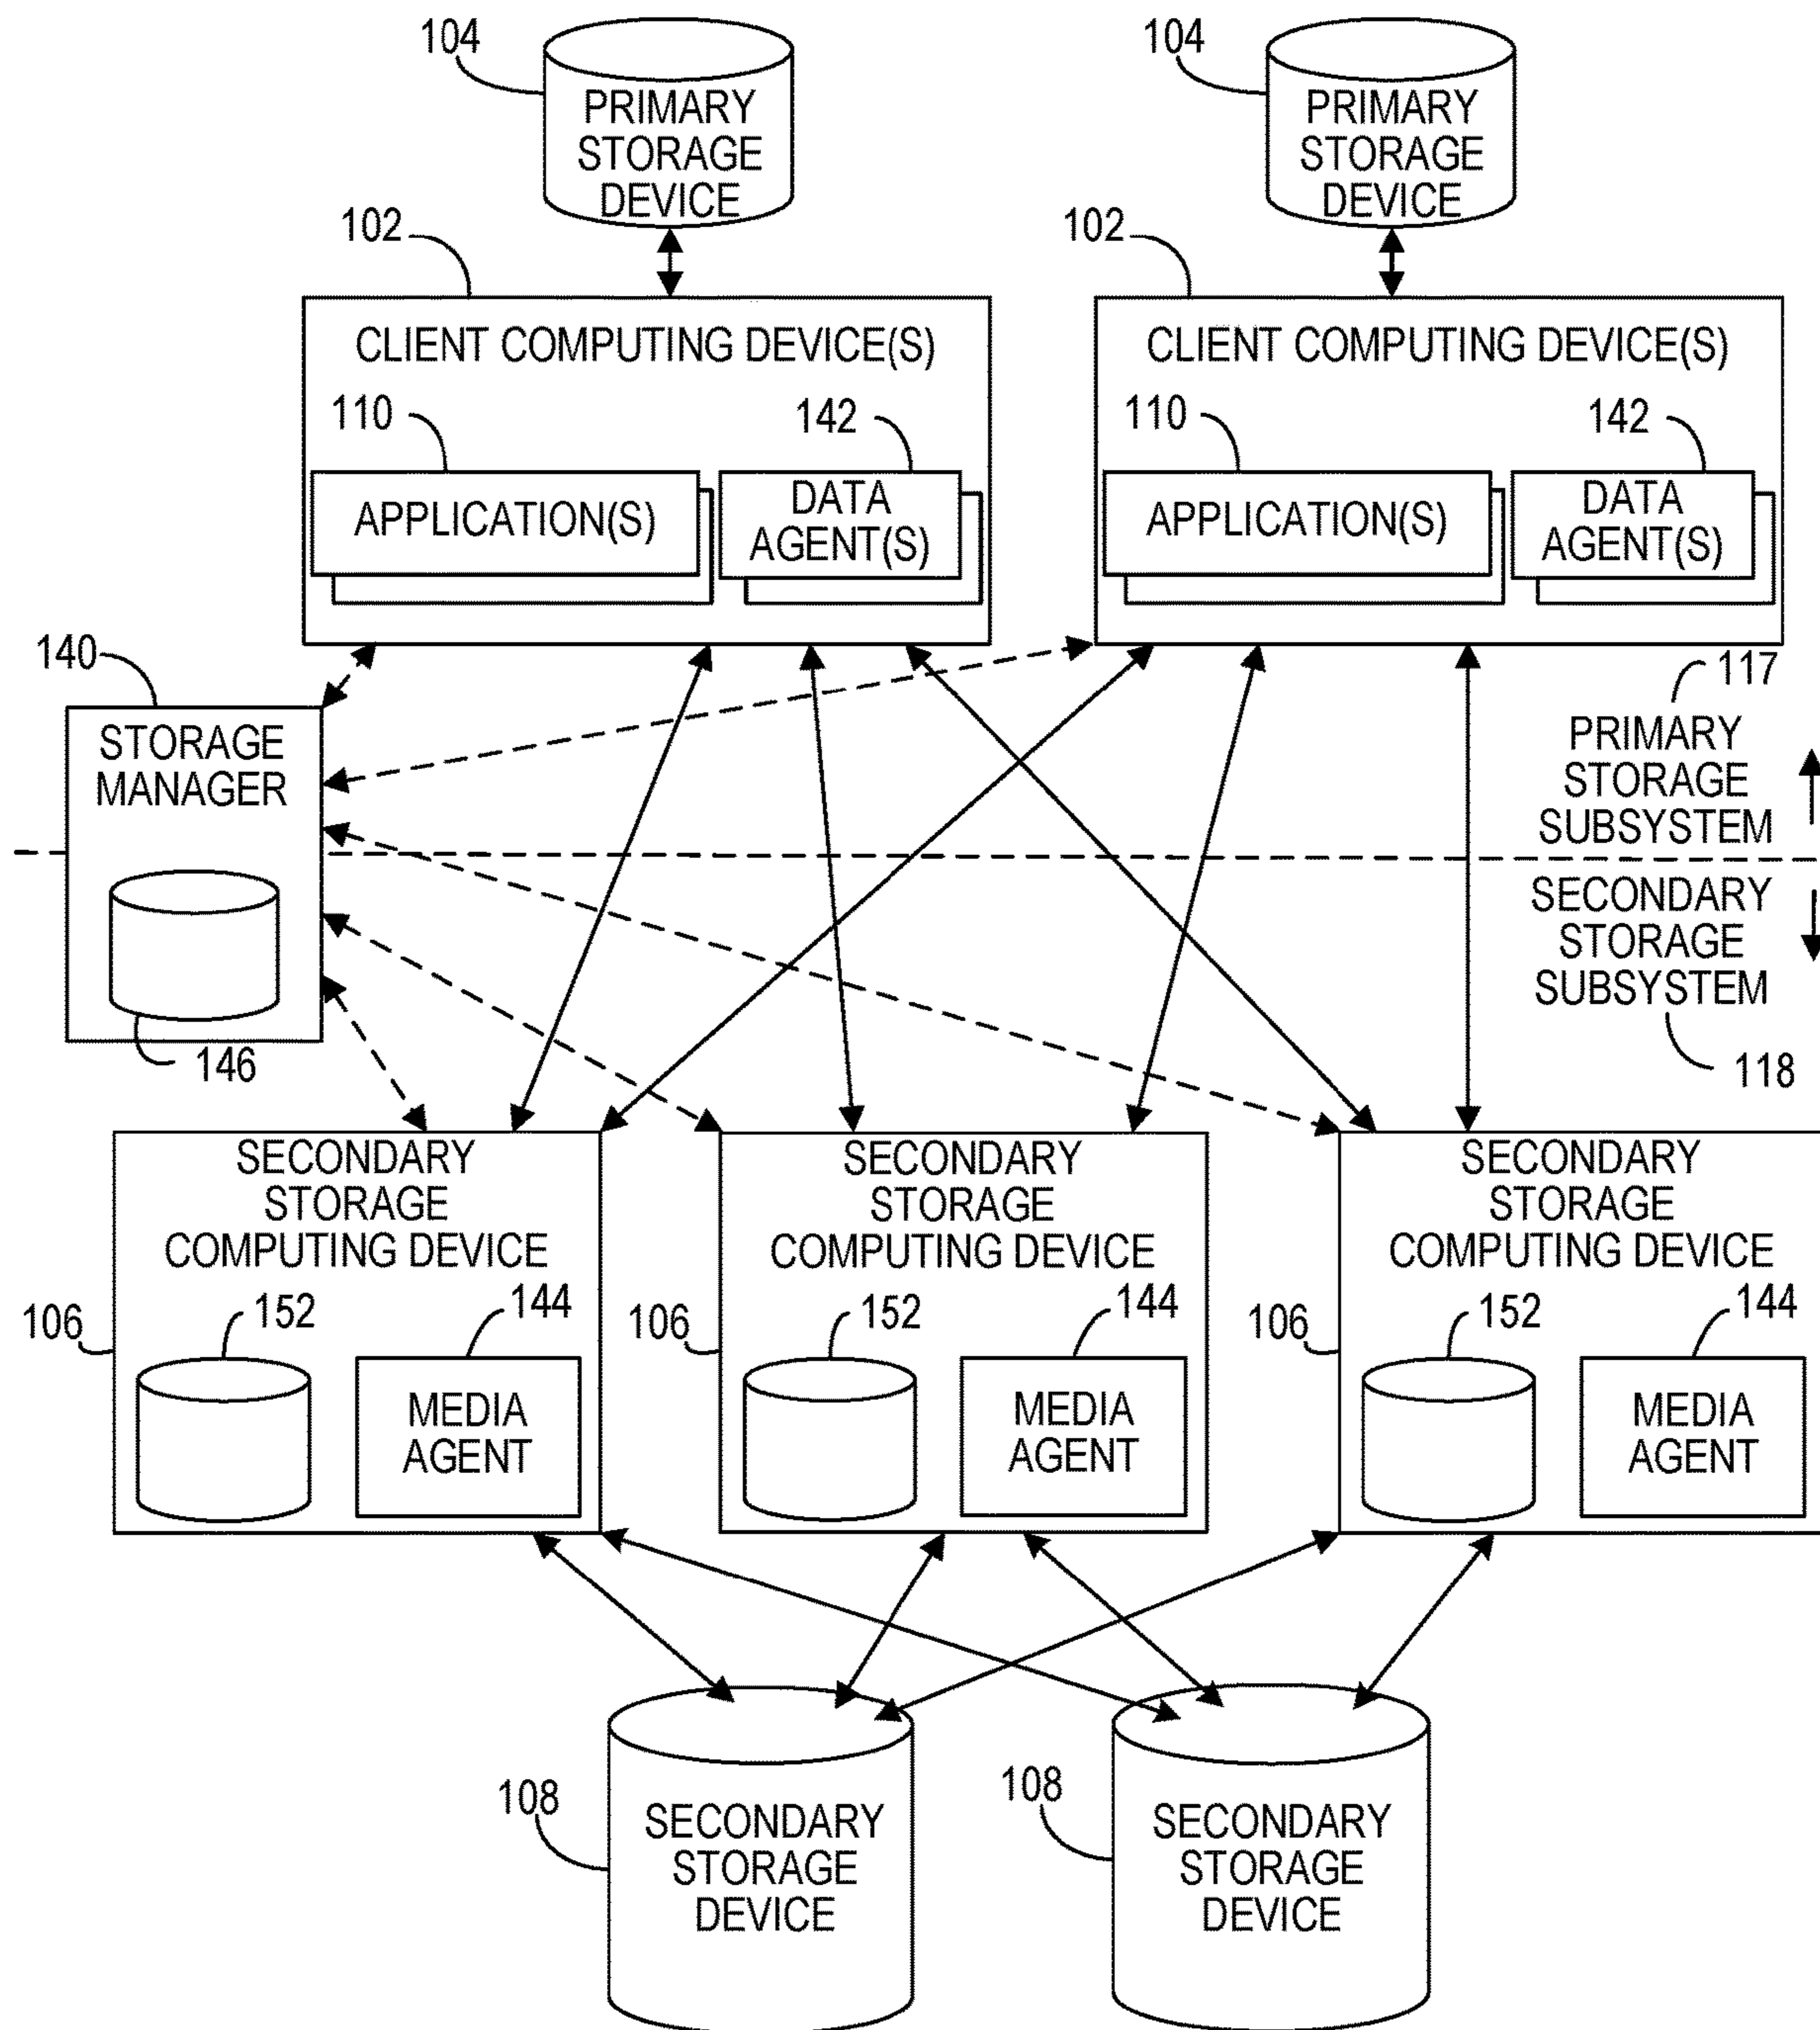 104
104
PRIMARY
STORAGE
DEVICE
PRIMARY
STORAGE
DEVICE
102
102
CLIENT COMPUTING DEVICE(S)
CLIENT COMPUTING DEVICE(S)
110
142
110
142
APPLICATION(S)
DATA
AGENT(S)
APPLICATION(S)
DATA
AGENT(S)
140
117
STORAGE
MANAGER
PRIMARY
STORAGE
SUBSYSTEM
SECONDARY
STORAGE
SUBSYSTEM
146
118
SECONDARY
STORAGE
COMPUTING DEVICE
SECONDARY
STORAGE
COMPUTING DEVICE
SECONDARY
STORAGE
COMPUTING DEVICE
106
152
144
106
152
144
106
152
144
MEDIA
AGENT
MEDIA
AGENT
MEDIA
AGENT
108
108
SECONDARY
STORAGE
DEVICE
SECONDARY
STORAGE
DEVICE